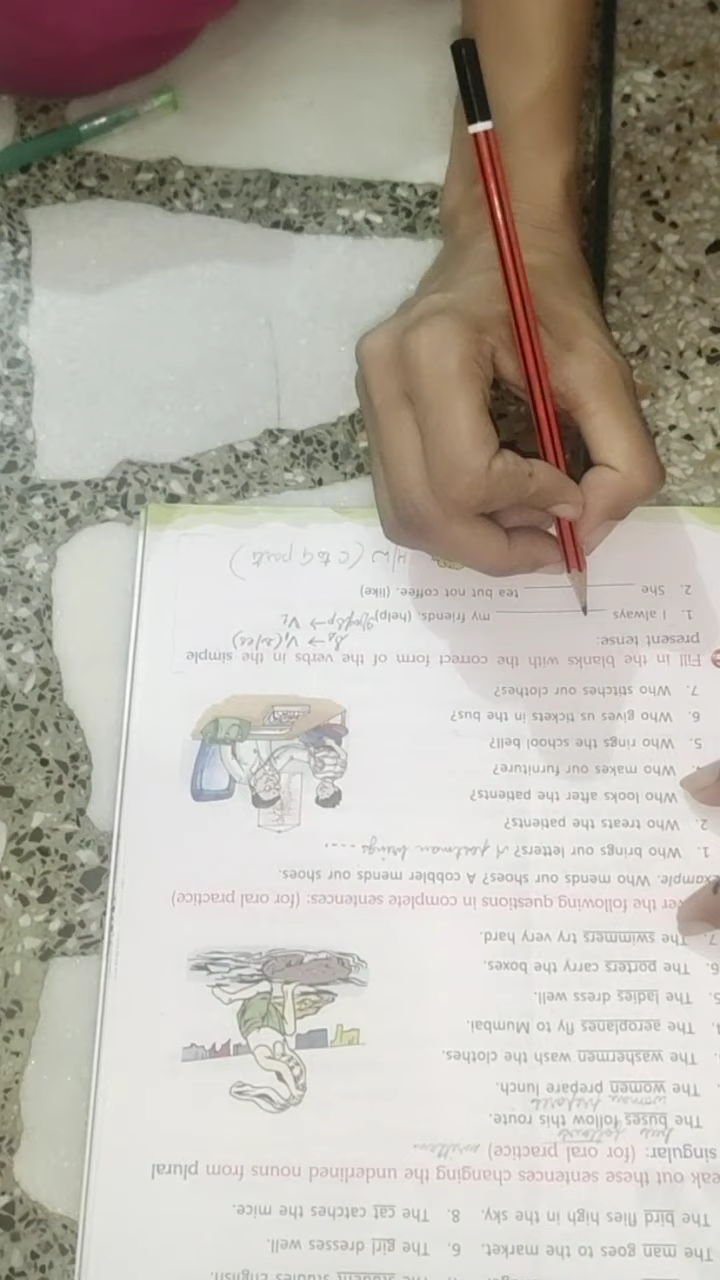 The man goes to the market. 6. The girl dresses well.
The bird flies high in the sky. 8. The cat catches the mice.
eak out these sentences changing the underlined nouns from plural
singular: (for oral practice) written
The buses follow this route.
woman prepares
The women prepare lunch.
The washermen wash the clothes.
The aeroplanes fly to Mumbai.
5. The ladies dress well.
6. The porters carry the boxes.
7. The swimmers try very hard.
er the following questions in complete sentences: (for oral practice)
Example. Who mends our shoes? A cobbler mends our shoes.
1. Who brings our letters? A postman brings ....
2. Who treats the patients?
Who looks after the patients?
Who makes our furniture?
5. Who rings the school bell?
6. Who gives us tickets in the bus?
7. Who stitches our clothes?
Fill in the blanks with the correct form of the verbs in the simple
present tense:
1. I always ________ my friends. (help)
2. She ________ tea but not coffee. (like)
H/W (C to G part)